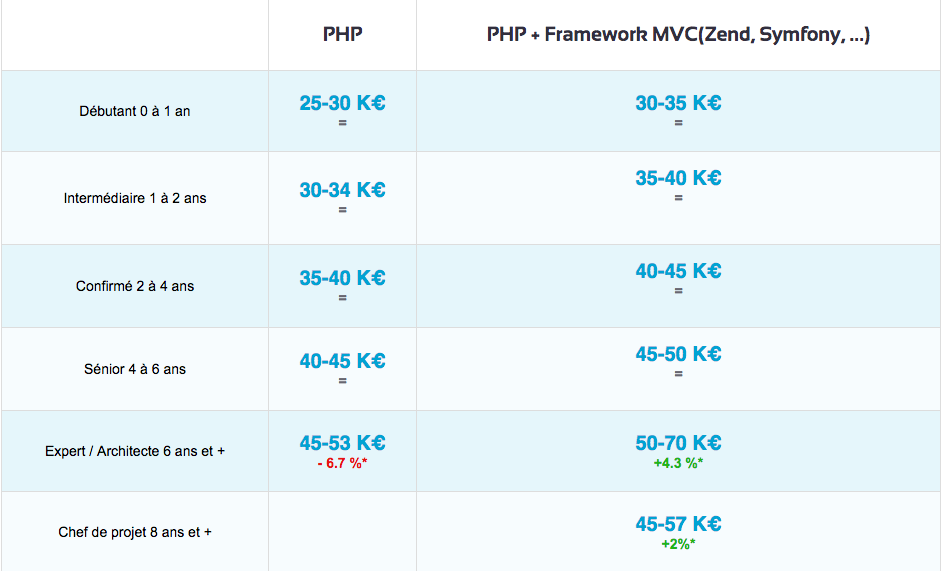 PHP
PHP + Framework MVC(Zend, Symfony, ...)
Débutant 0 à 1 an
25-30 K€
=
30-35 K€
=
Intermédiaire 1 à 2 ans
30-34 K€
=
35-40 K€
=
Confirmé 2 à 4 ans
35-40 K€
=
40-45 K€
=
Sénior 4 à 6 ans
40-45 K€
=
45-50 K€
=
Expert / Architecte 6 ans et +
45-53 K€
- 6.7 %*
50-70 K€
+4.3 %*
Chef de projet 8 ans et +
45-57 K€
+2%*